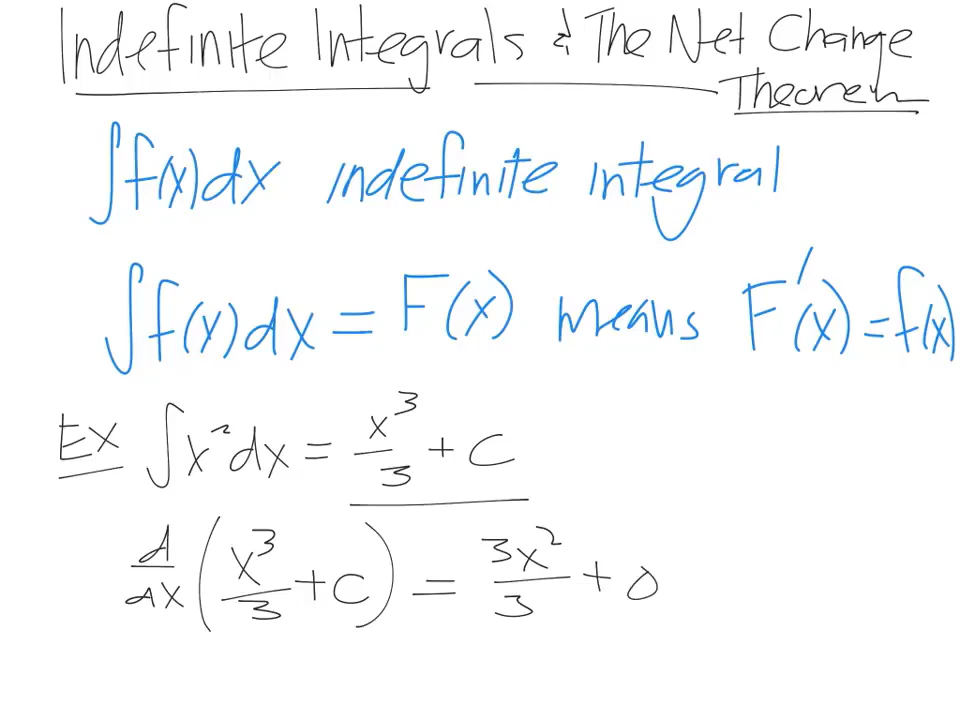 Indefinite Integrals & The Net Change
Theorem
∫f(x)dx indefinite integral
∫f(x)dx = F(x) means F'(x) = f(x)
Ex ∫x²dx = x³/3 + C
d/dx (x³/3 + C) = 3x²/3 + 0